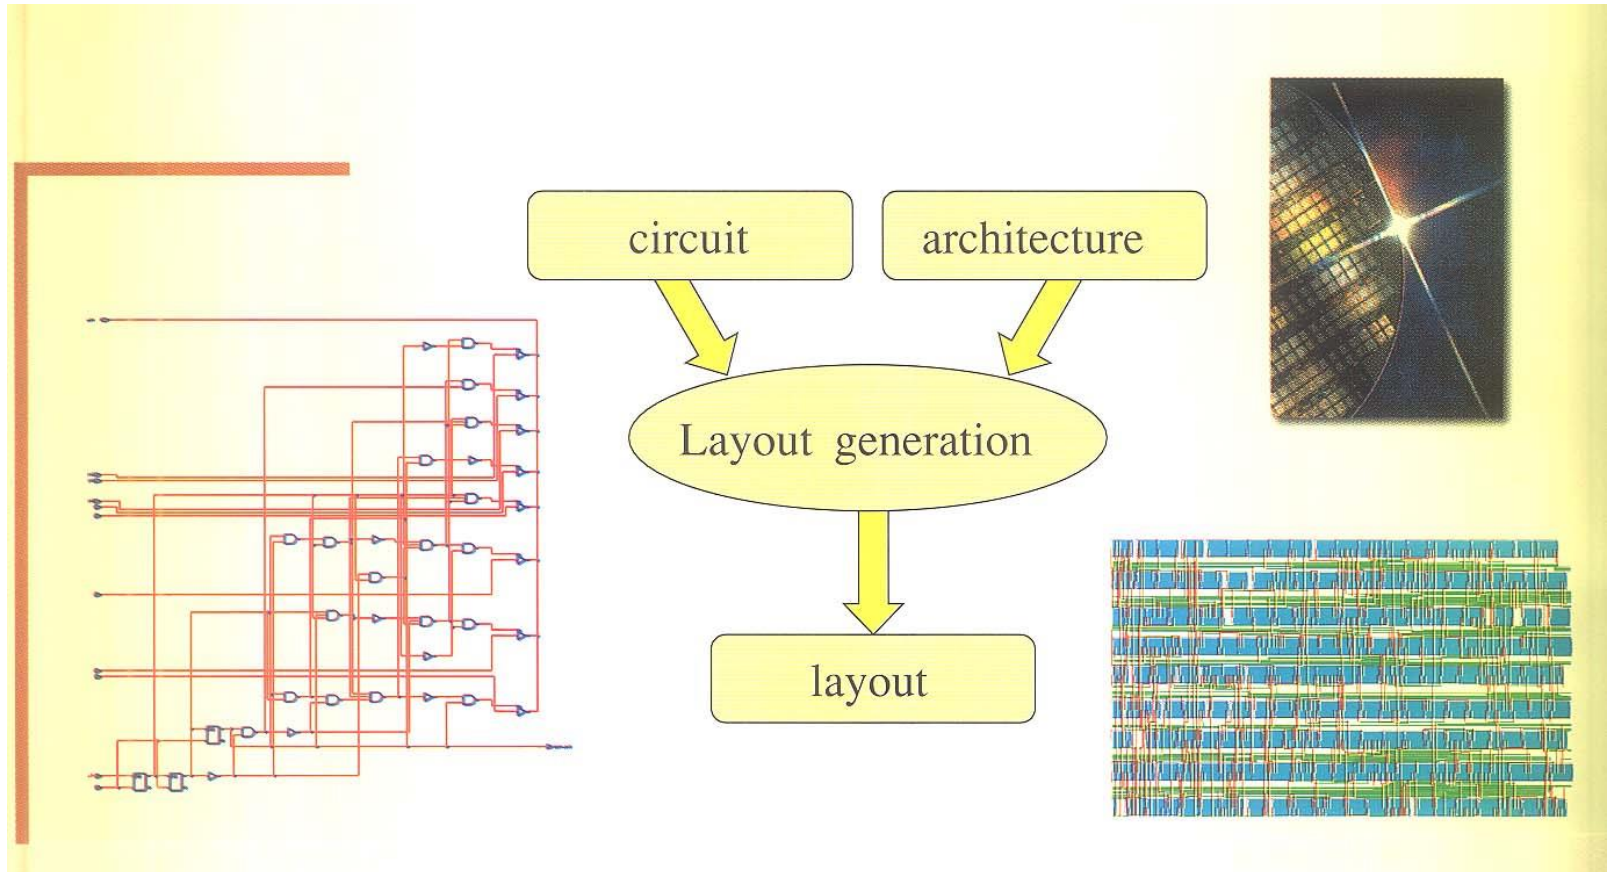 circuit
architecture
Layout generation
layout